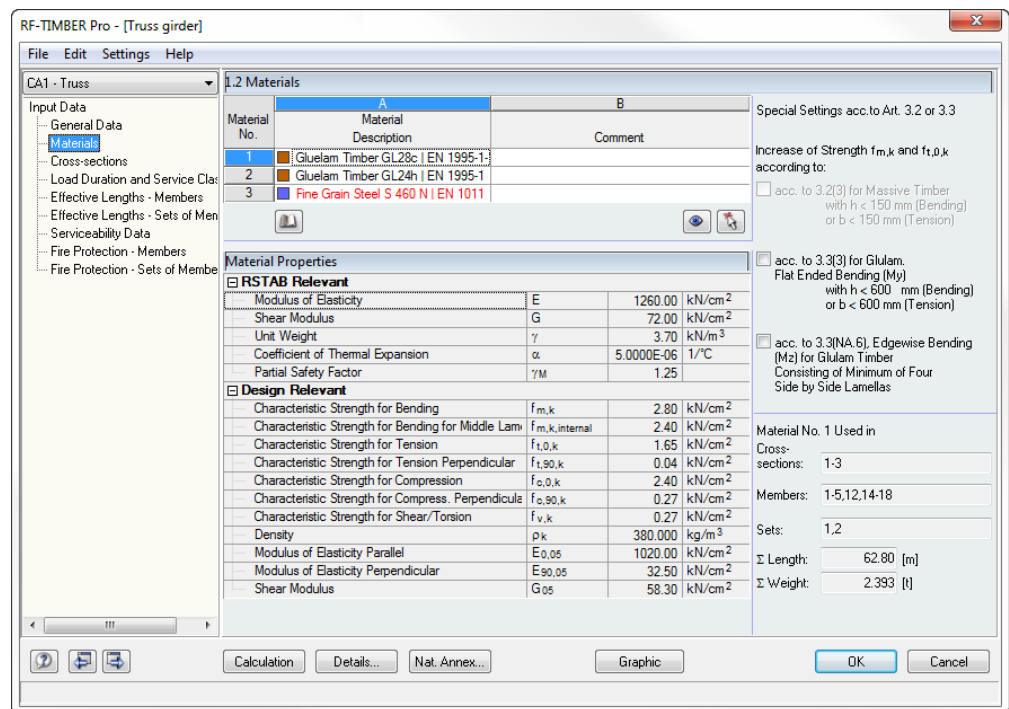 RF-TIMBER Pro - [Truss girder]
File Edit Settings Help
CA1 - Truss
Input Data
General Data
Materials
Cross-sections
Load Duration and Service Clas
Effective Lengths - Members
Effective Lengths - Sets of Men
Serviceability Data
Fire Protection - Members
Fire Protection - Sets of Membe
1.2 Materials
A B
Material No. Material Description Comment
1 Gluelam Timber GL28c | EN 1995-1-
2 Gluelam Timber GL24h | EN 1995-1
3 Fine Grain Steel S 460 N | EN 1011
Material Properties
RSTAB Relevant
Modulus of Elasticity E 1260.00 kN/cm2
Shear Modulus G 72.00 kN/cm2
Unit Weight γ 3.70 kN/m3
Coefficient of Thermal Expansion α 5.0000E-06 1/°C
Partial Safety Factor γM 1.25
Design Relevant
Characteristic Strength for Bending fm,k 2.80 kN/cm2
Characteristic Strength for Bending for Middle Lam fm,k,internal 2.40 kN/cm2
Characteristic Strength for Tension ft,0,k 1.65 kN/cm2
Characteristic Strength for Tension Perpendicular ft,90,k 0.04 kN/cm2
Characteristic Strength for Compression fc,0,k 2.40 kN/cm2
Characteristic Strength for Compress. Perpendicula fc,90,k 0.27 kN/cm2
Characteristic Strength for Shear/Torsion fv,k 0.27 kN/cm2
Density ρk 380.000 kg/m3
Modulus of Elasticity Parallel E0,05 1020.00 kN/cm2
Modulus of Elasticity Perpendicular E90,05 32.50 kN/cm2
Shear Modulus G05 58.30 kN/cm2
Special Settings acc.to Art. 3.2 or 3.3
Increase of Strength fm,k and ft,0,k
according to:
acc. to 3.2(3) for Massive Timber
with h < 150 mm (Bending)
or b < 150 mm (Tension)
acc. to 3.3(3) for Glulam.
Flat Ended Bending (My)
with h < 600 mm (Bending)
or b < 600 mm (Tension)
acc. to 3.3(NA.6), Edgewise Bending
(Mz) for Glulam Timber
Consisting of Minimum of Four
Side by Side Lamellas
Material No. 1 Used in
Cross-
sections: 1-3
Members: 1-5,12,14-18
Sets: 1,2
Σ Length: 62.80 [m]
Σ Weight: 2.393 [t]
Calculation Details... Nat. Annex... Graphic OK Cancel